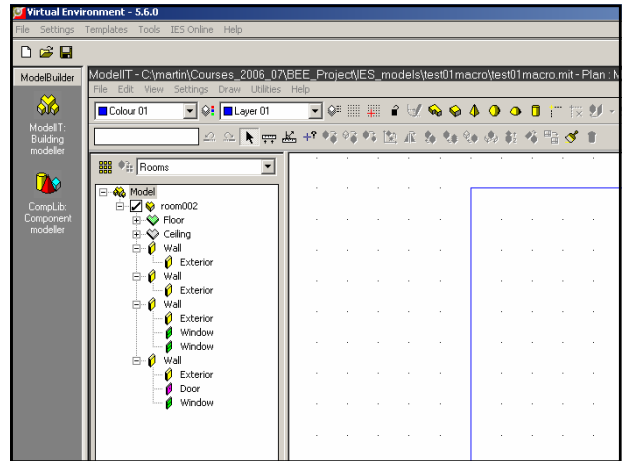 Virtual Environment - 5.6.0
File Settings Templates Tools IES Online Help
ModelBuilder
ModelIT - C:\martin\Courses_2006_07\BEE_Project\IES_models\test01macro\test01macro.mit - Plan : M
File Edit View Settings Draw Utilities Help
Colour 01 Layer 01
ModelIT:
Building
modeller
Rooms
CompLib:
Component
modeller
Model
room002
Floor
Ceiling
Wall
Exterior
Wall
Exterior
Wall
Exterior
Window
Window
Wall
Exterior
Door
Window